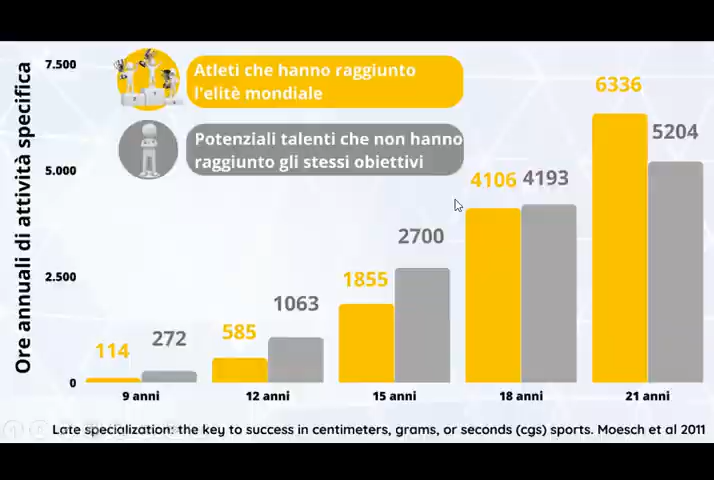 Ore annuali di attività specifica
7.500
5.000
2.500
0
Atleti che hanno raggiunto
l'elitè mondiale
Potenziali talenti che non hanno
raggiunto gli stessi obiettivi
114
272
585
1063
1855
2700
4106
4193
6336
5204
9 anni
12 anni
15 anni
18 anni
21 anni
Late specialization: the key to success in centimeters, grams, or seconds (cgs) sports. Moesch et al 2011